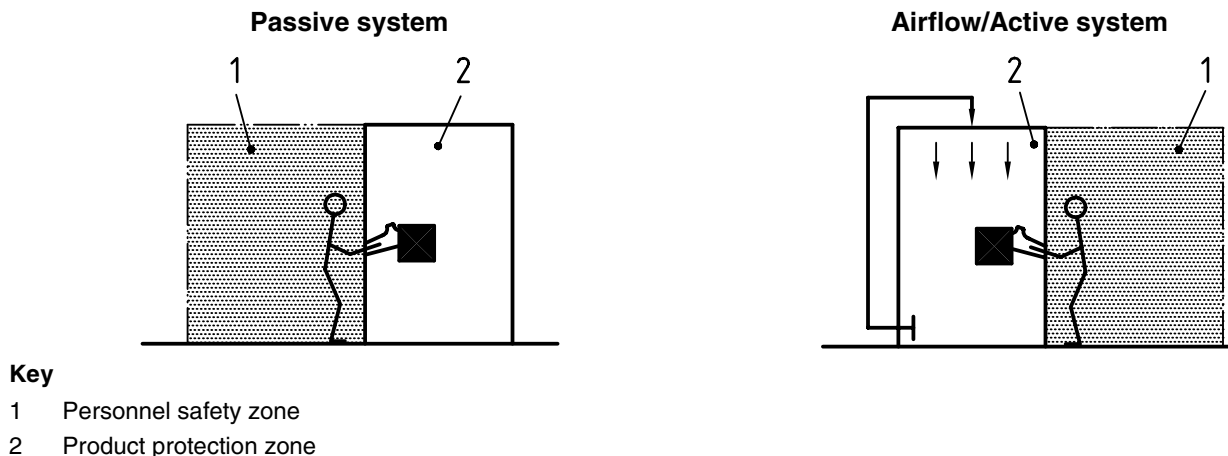 Passive system
Airflow/Active system
1 2
2 1
Key
1 Personnel safety zone
2 Product protection zone